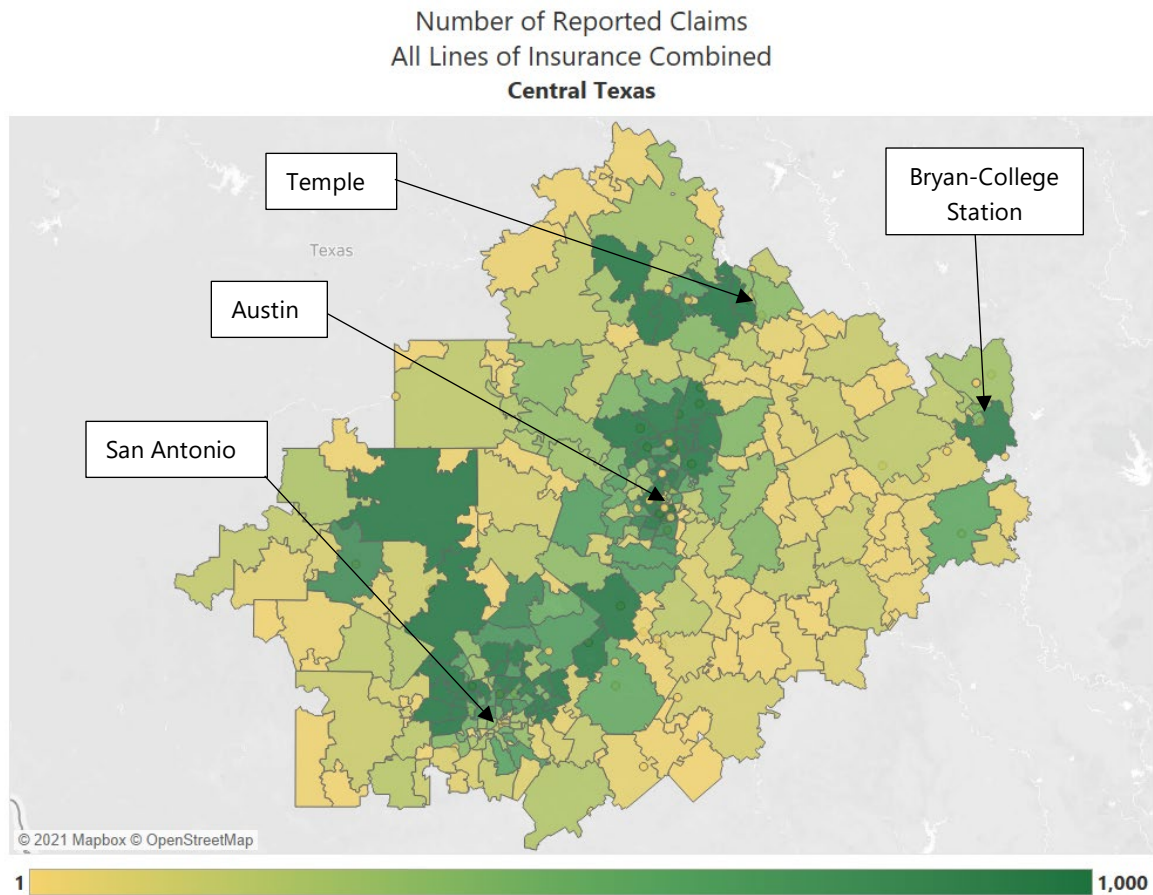 Number of Reported Claims
All Lines of Insurance Combined
Central Texas
Temple
Bryan-College
Station
Texas
Austin
San Antonio
© 2021 Mapbox © OpenStreetMap
1
1,000